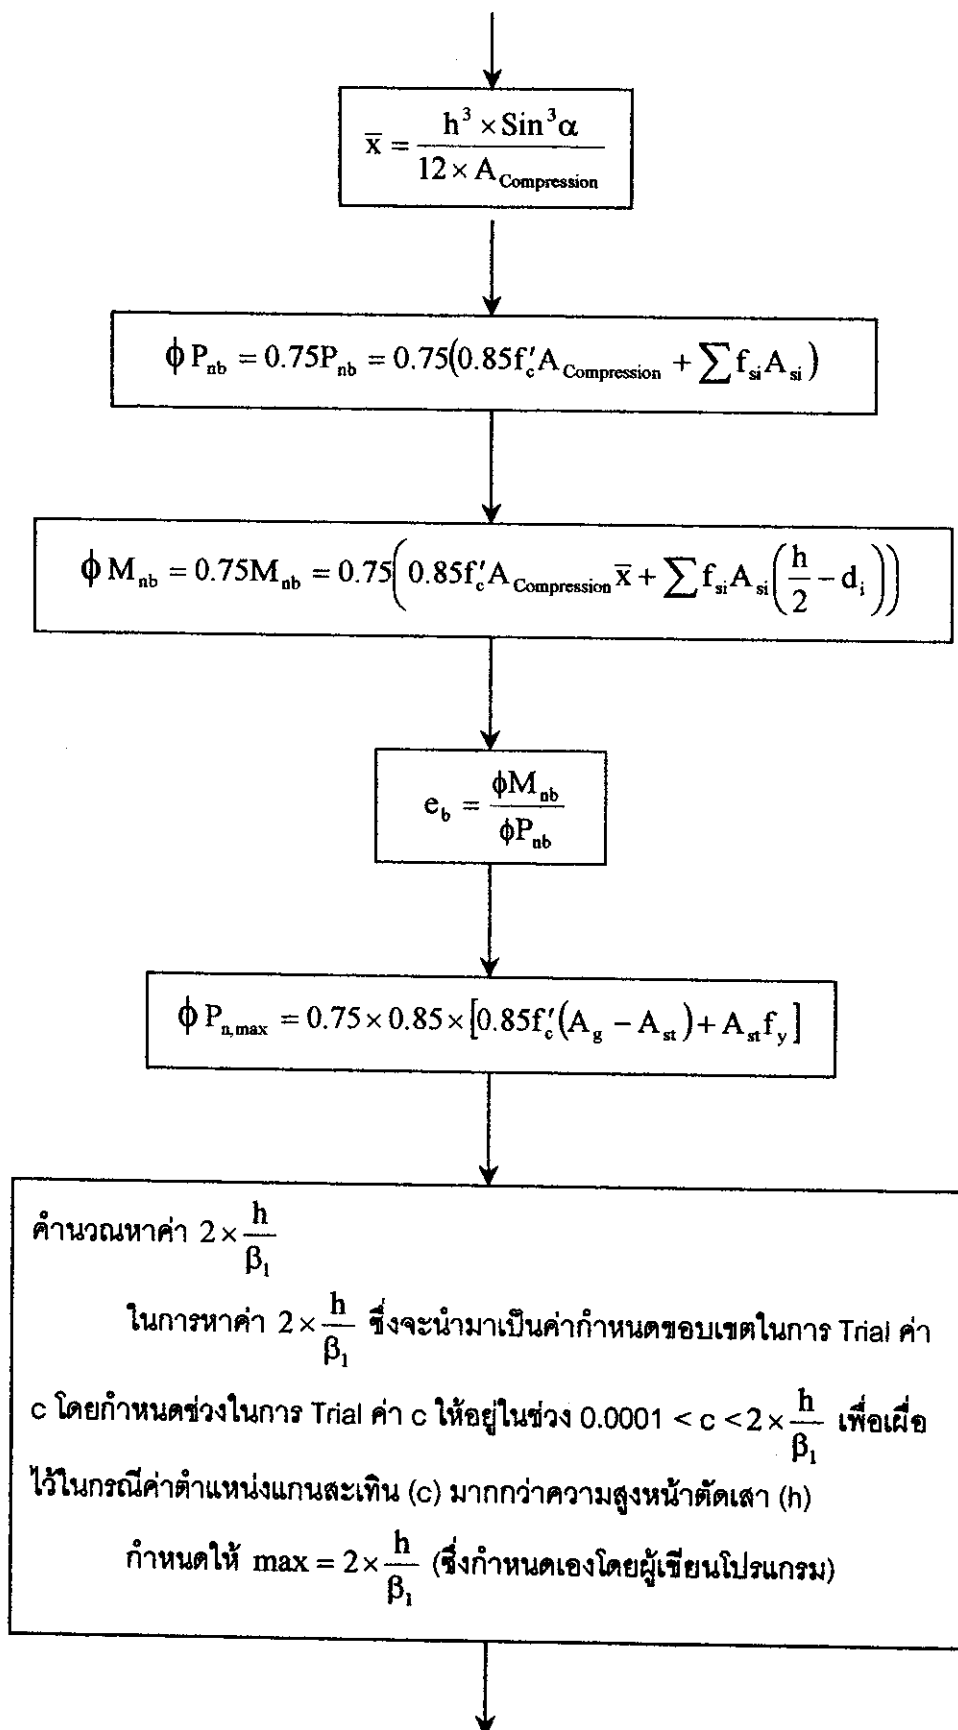 x̄ = h³ × Sin³α / 12 × A_Compression
ϕ P_nb = 0.75P_nb = 0.75(0.85f′_c A_Compression + ∑ f_si A_si)
ϕ M_nb = 0.75M_nb = 0.75(0.85f′_c A_Compression x̄ + ∑ f_si A_si (h/2 − d_i))
e_b = ϕM_nb / ϕP_nb
ϕ P_n,max = 0.75 × 0.85 × [0.85f′_c (A_g − A_st) + A_st f_y]
คำนวณหาค่า 2 × h/β₁
ในการหาค่า 2 × h/β₁ ซึ่งจะนำมาเป็นค่ากำหนดขอบเขตในการ Trial ค่า
c โดยกำหนดช่วงในการ Trial ค่า c ให้อยู่ในช่วง 0.0001 < c < 2 × h/β₁ เพื่อเผื่อ
ไว้ในกรณีค่าตำแหน่งแกนสะเทิน (c) มากกว่าความสูงหน้าตัดเสา (h)
กำหนดให้ max = 2 × h/β₁ (ซึ่งกำหนดเองโดยผู้เขียนโปรแกรม)